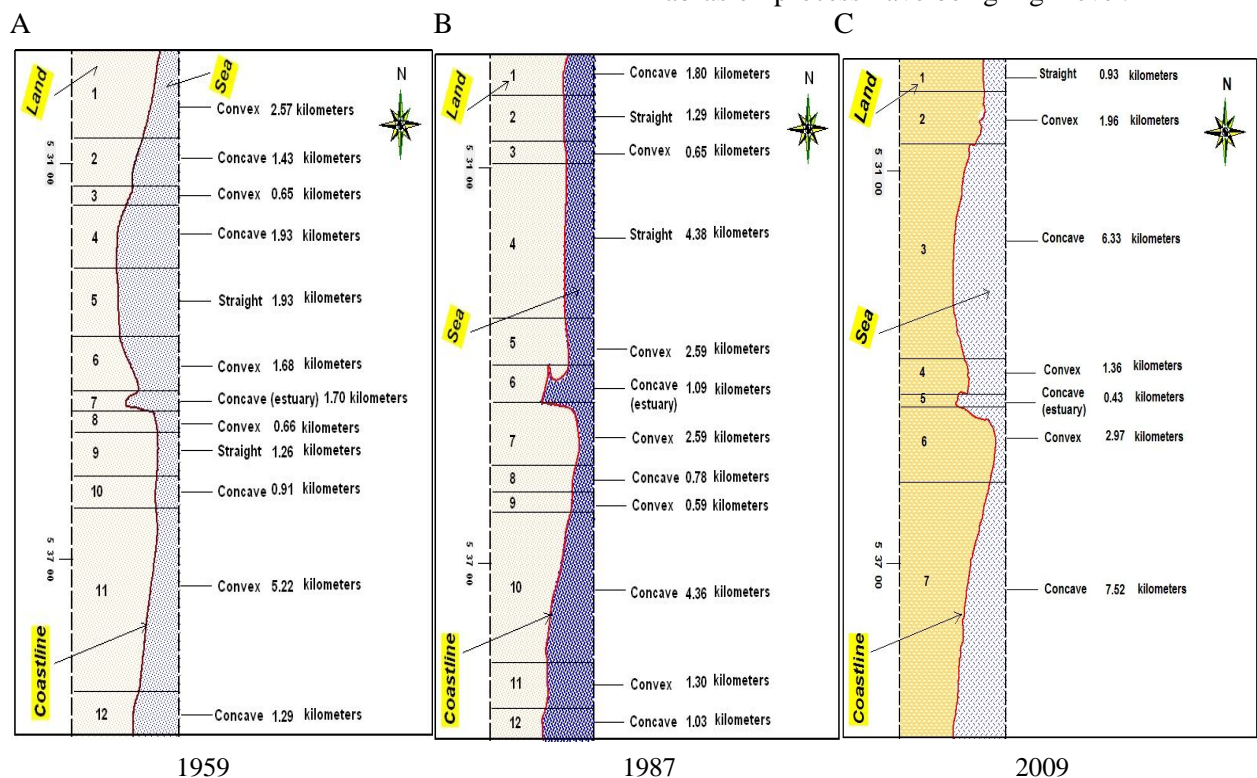 A
Land
Sea
N
5 31 00
5 37 00
Coastline
1 Convex 2.57 kilometers
2 Concave 1.43 kilometers
3 Convex 0.65 kilometers
4 Concave 1.93 kilometers
5 Straight 1.93 kilometers
6 Convex 1.68 kilometers
7 Concave (estuary) 1.70 kilometers
8 Convex 0.66 kilometers
9 Straight 1.26 kilometers
10 Concave 0.91 kilometers
11 Convex 5.22 kilometers
12 Concave 1.29 kilometers
1959
B
Land
N
5 31 00
Sea
5 37 00
Coastline
1 Concave 1.80 kilometers
2 Straight 1.29 kilometers
3 Convex 0.65 kilometers
4 Straight 4.38 kilometers
5 Convex 2.59 kilometers
6 Concave 1.09 kilometers
(estuary)
7 Convex 2.59 kilometers
8 Concave 0.78 kilometers
9 Convex 0.59 kilometers
10 Concave 4.36 kilometers
11 Convex 1.30 kilometers
12 Concave 1.03 kilometers
1987
C
Land
N
5 31 00
Sea
5 37 00
Coastline
1 Straight 0.93 kilometers
2 Convex 1.96 kilometers
3 Concave 6.33 kilometers
4 Convex 1.36 kilometers
5 Concave 0.43 kilometers
(estuary)
6 Convex 2.97 kilometers
7 Concave 7.52 kilometers
2009